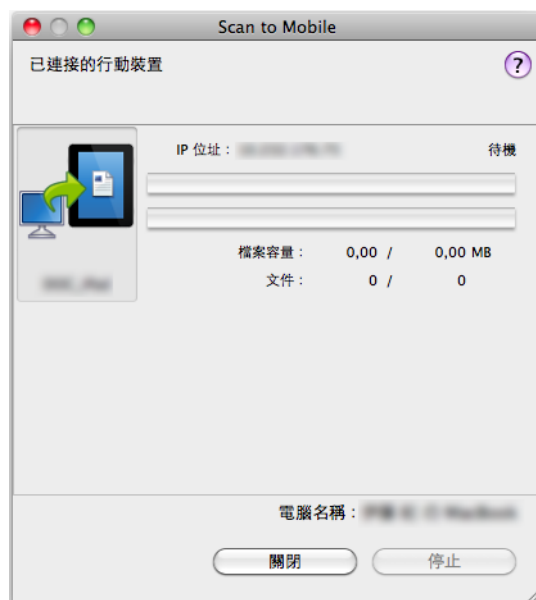 Scan to Mobile
已連接的行動裝置
?
IP 位址： 待機
檔案容量： 0,00 / 0,00 MB
文件： 0 / 0
電腦名稱：
關閉 停止